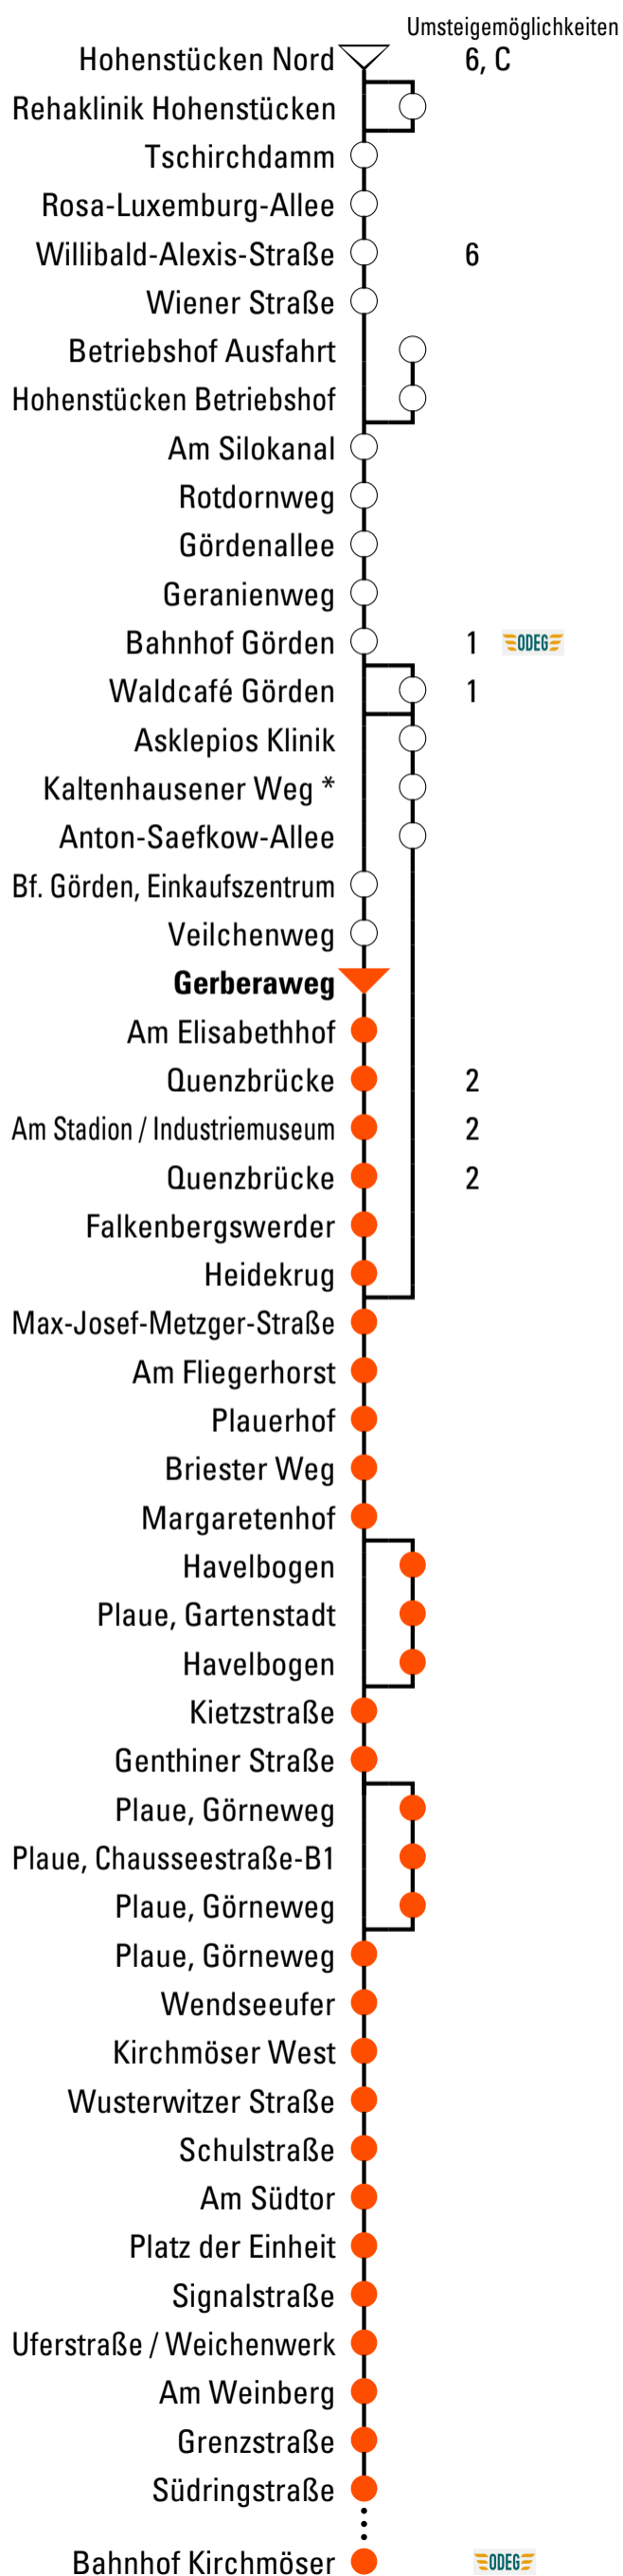 Umsteigemöglichkeiten
Hohenstücken Nord 6, C
Rehaklinik Hohenstücken
Tschirchdamm
Rosa-Luxemburg-Allee
Willibald-Alexis-Straße 6
Wiener Straße
Betriebshof Ausfahrt
Hohenstücken Betriebshof
Am Silokanal
Rotdornweg
Gördenallee
Geranienweg
Bahnhof Görden 1 ODEG
Waldcafé Görden 1
Asklepios Klinik
Kaltenhausener Weg *
Anton-Saefkow-Allee
Bf. Görden, Einkaufszentrum
Veilchenweg
Gerberaweg
Am Elisabethhof
Quenzbrücke 2
Am Stadion / Industriemuseum 2
Quenzbrücke 2
Falkenbergswerder
Heidekrug
Max-Josef-Metzger-Straße
Am Fliegerhorst
Plauerhof
Briester Weg
Margaretenhof
Havelbogen
Plaue, Gartenstadt
Havelbogen
Kietzstraße
Genthiner Straße
Plaue, Görneweg
Plaue, Chausseestraße-B1
Plaue, Görneweg
Plaue, Görneweg
Wendseeufer
Kirchmöser West
Wusterwitzer Straße
Schulstraße
Am Südtor
Platz der Einheit
Signalstraße
Uferstraße / Weichenwerk
Am Weinberg
Grenzstraße
Südringstraße
Bahnhof Kirchmöser ODEG